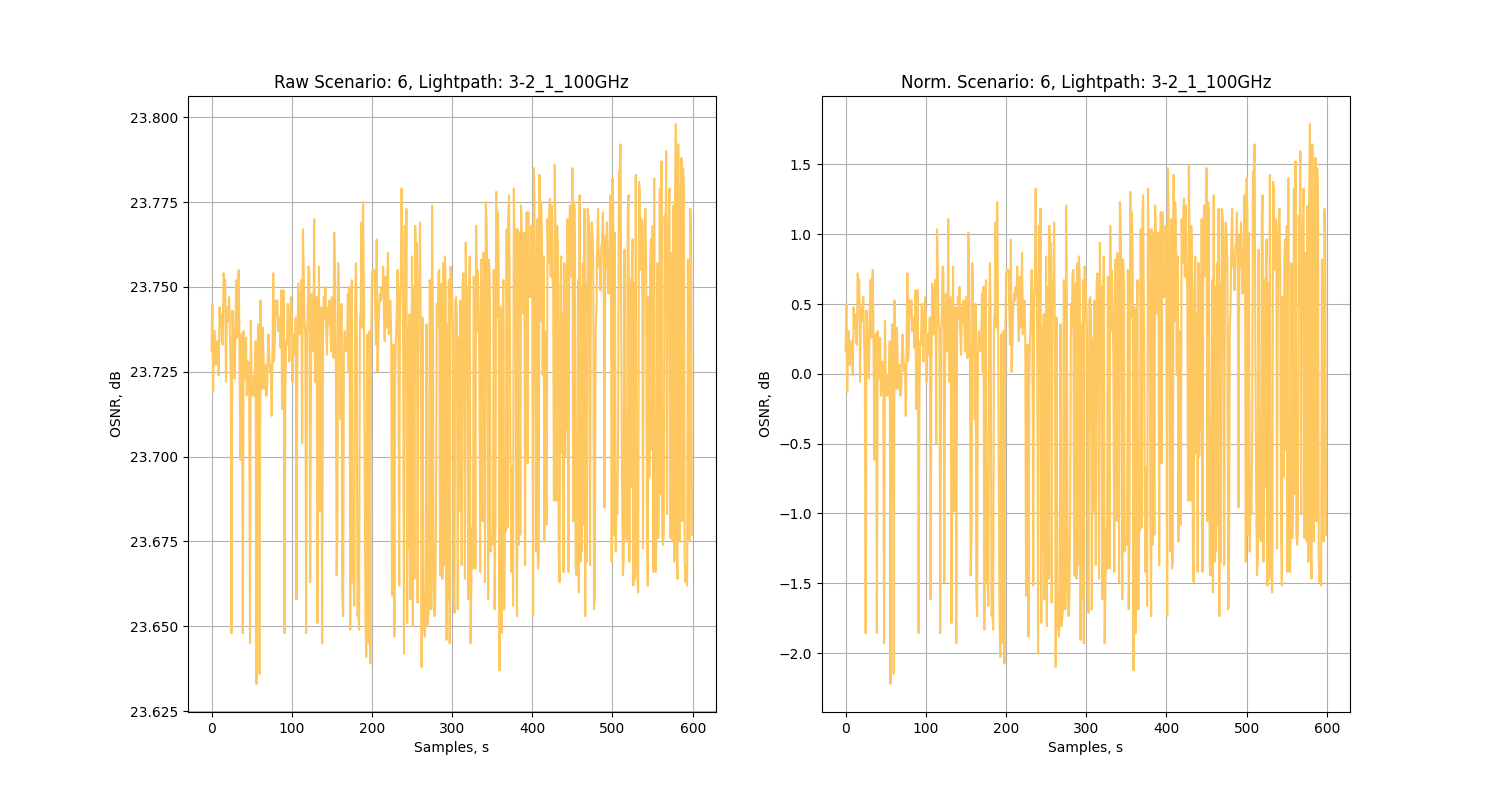 Raw Scenario: 6, Lightpath: 3-2_1_100GHz
23.800
23.775
23.750
23.725
23.700
23.675
23.650
23.625
OSNR, dB
0 100 200 300 400 500 600
Samples, s
Norm. Scenario: 6, Lightpath: 3-2_1_100GHz
1.5
1.0
0.5
0.0
−0.5
−1.0
−1.5
−2.0
OSNR, dB
0 100 200 300 400 500 600
Samples, s